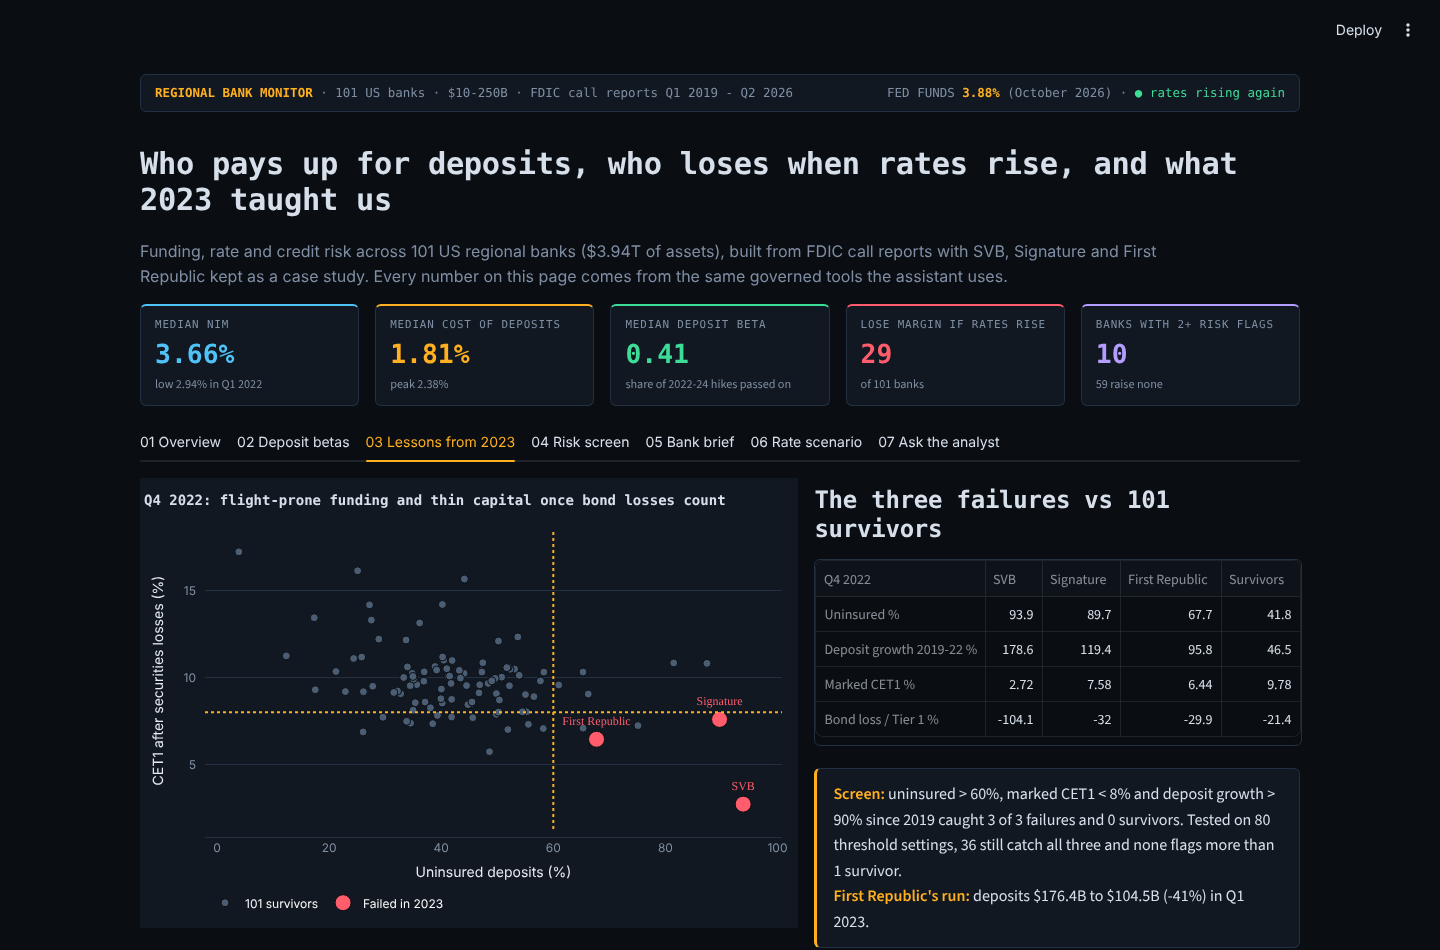 Deploy
REGIONAL BANK MONITOR · 101 US banks · $10-250B · FDIC call reports Q1 2019 - Q2 2026
FED FUNDS 3.88% (October 2026) · ● rates rising again
Who pays up for deposits, who loses when rates rise, and what
2023 taught us
Funding, rate and credit risk across 101 US regional banks ($3.94T of assets), built from FDIC call reports with SVB, Signature and First
Republic kept as a case study. Every number on this page comes from the same governed tools the assistant uses.
MEDIAN NIM
3.66%
low 2.94% in Q1 2022
MEDIAN COST OF DEPOSITS
1.81%
peak 2.38%
MEDIAN DEPOSIT BETA
0.41
share of 2022-24 hikes passed on
LOSE MARGIN IF RATES RISE
29
of 101 banks
BANKS WITH 2+ RISK FLAGS
10
59 raise none
01 Overview 02 Deposit betas 03 Lessons from 2023 04 Risk screen 05 Bank brief 06 Rate scenario 07 Ask the analyst
Q4 2022: flight-prone funding and thin capital once bond losses count
CET1 after securities losses (%)
15
10
5
Signature
First Republic
SVB
0 20 40 60 80 100
Uninsured deposits (%)
101 survivors Failed in 2023
The three failures vs 101
survivors
Q4 2022 SVB Signature First Republic Survivors
Uninsured % 93.9 89.7 67.7 41.8
Deposit growth 2019-22 % 178.6 119.4 95.8 46.5
Marked CET1 % 2.72 7.58 6.44 9.78
Bond loss / Tier 1 % -104.1 -32 -29.9 -21.4
Screen: uninsured > 60%, marked CET1 < 8% and deposit growth >
90% since 2019 caught 3 of 3 failures and 0 survivors. Tested on 80
threshold settings, 36 still catch all three and none flags more than
1 survivor.
First Republic's run: deposits $176.4B to $104.5B (-41%) in Q1
2023.